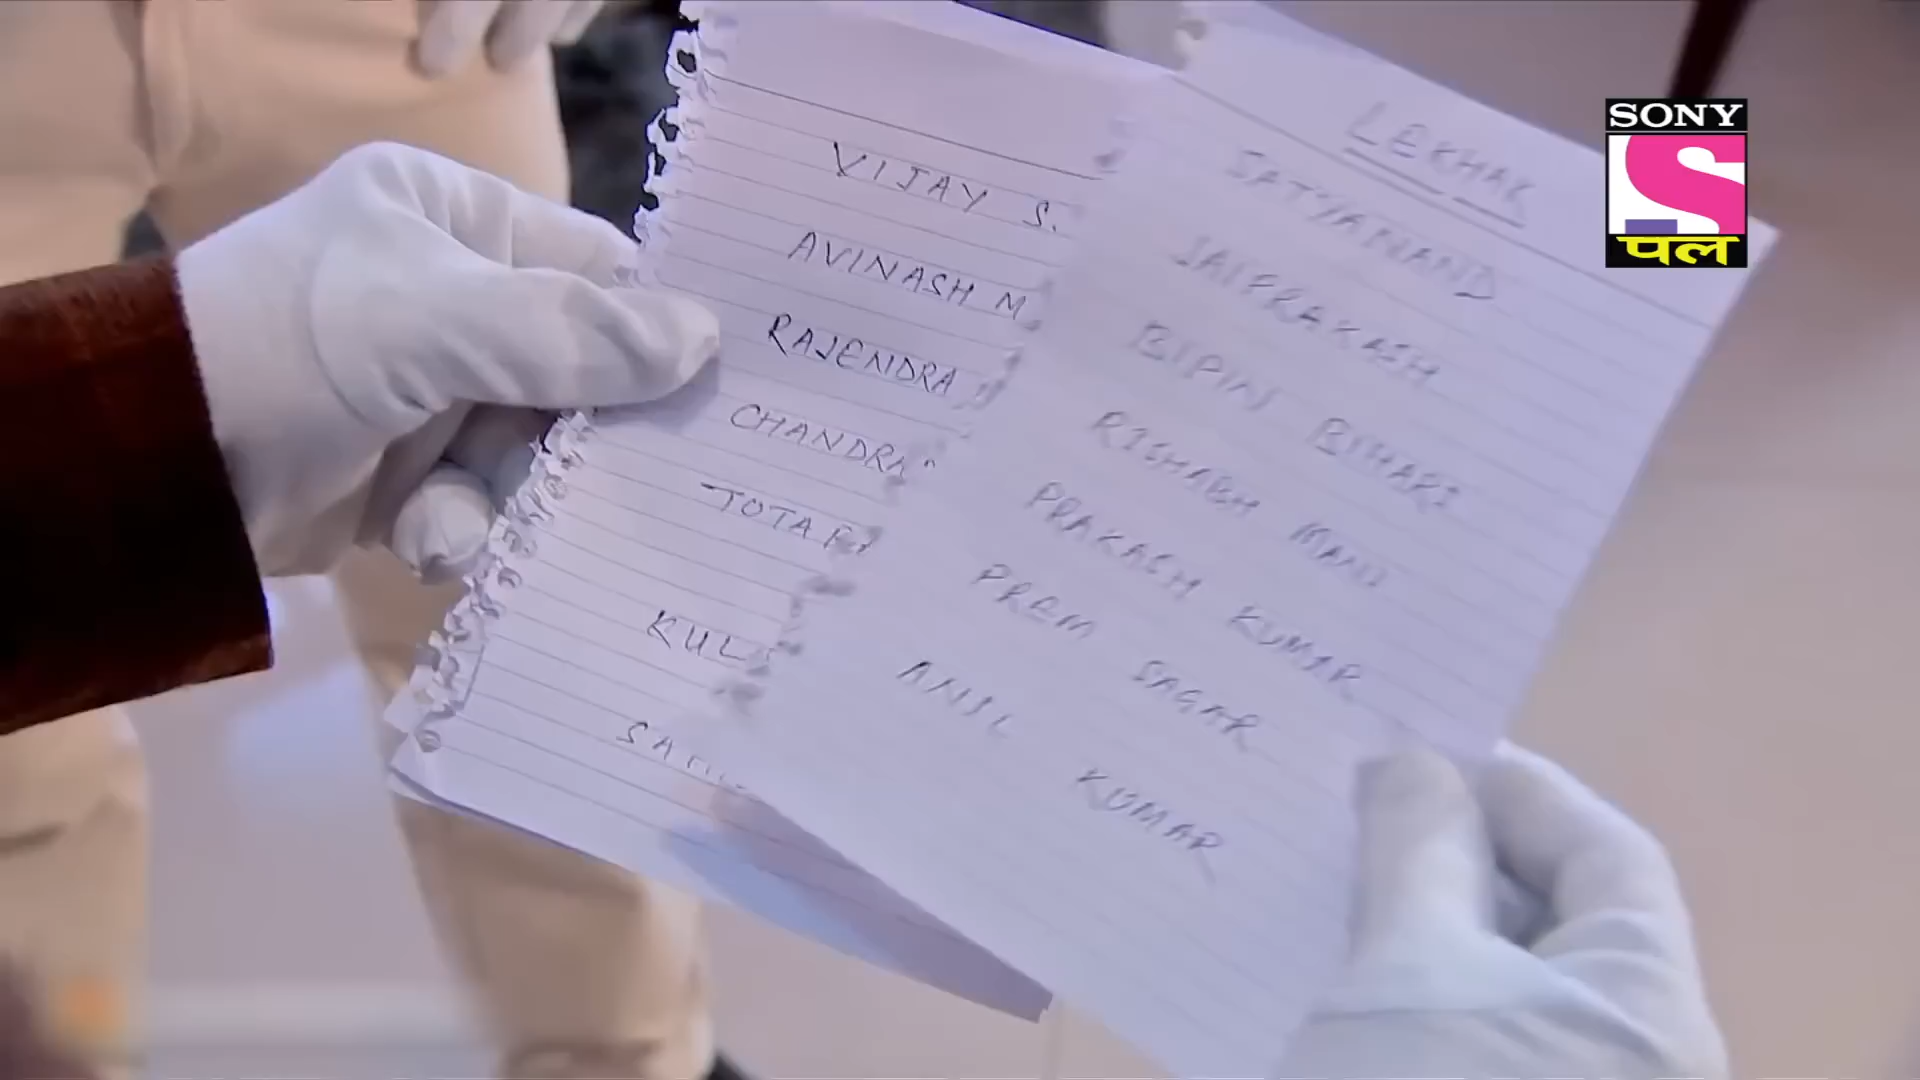 VIJAY S.
AVINASH M
RAJENDRA
CHANDRA
TOTA
KUL
LEKHAK
SATYANAND
JAIPRAKASH
BIPIN BIHARI
RISHABH MANI
PRAKASH KUMAR
PREM SAGAR
ANIL KUMAR
SONY
S
पल